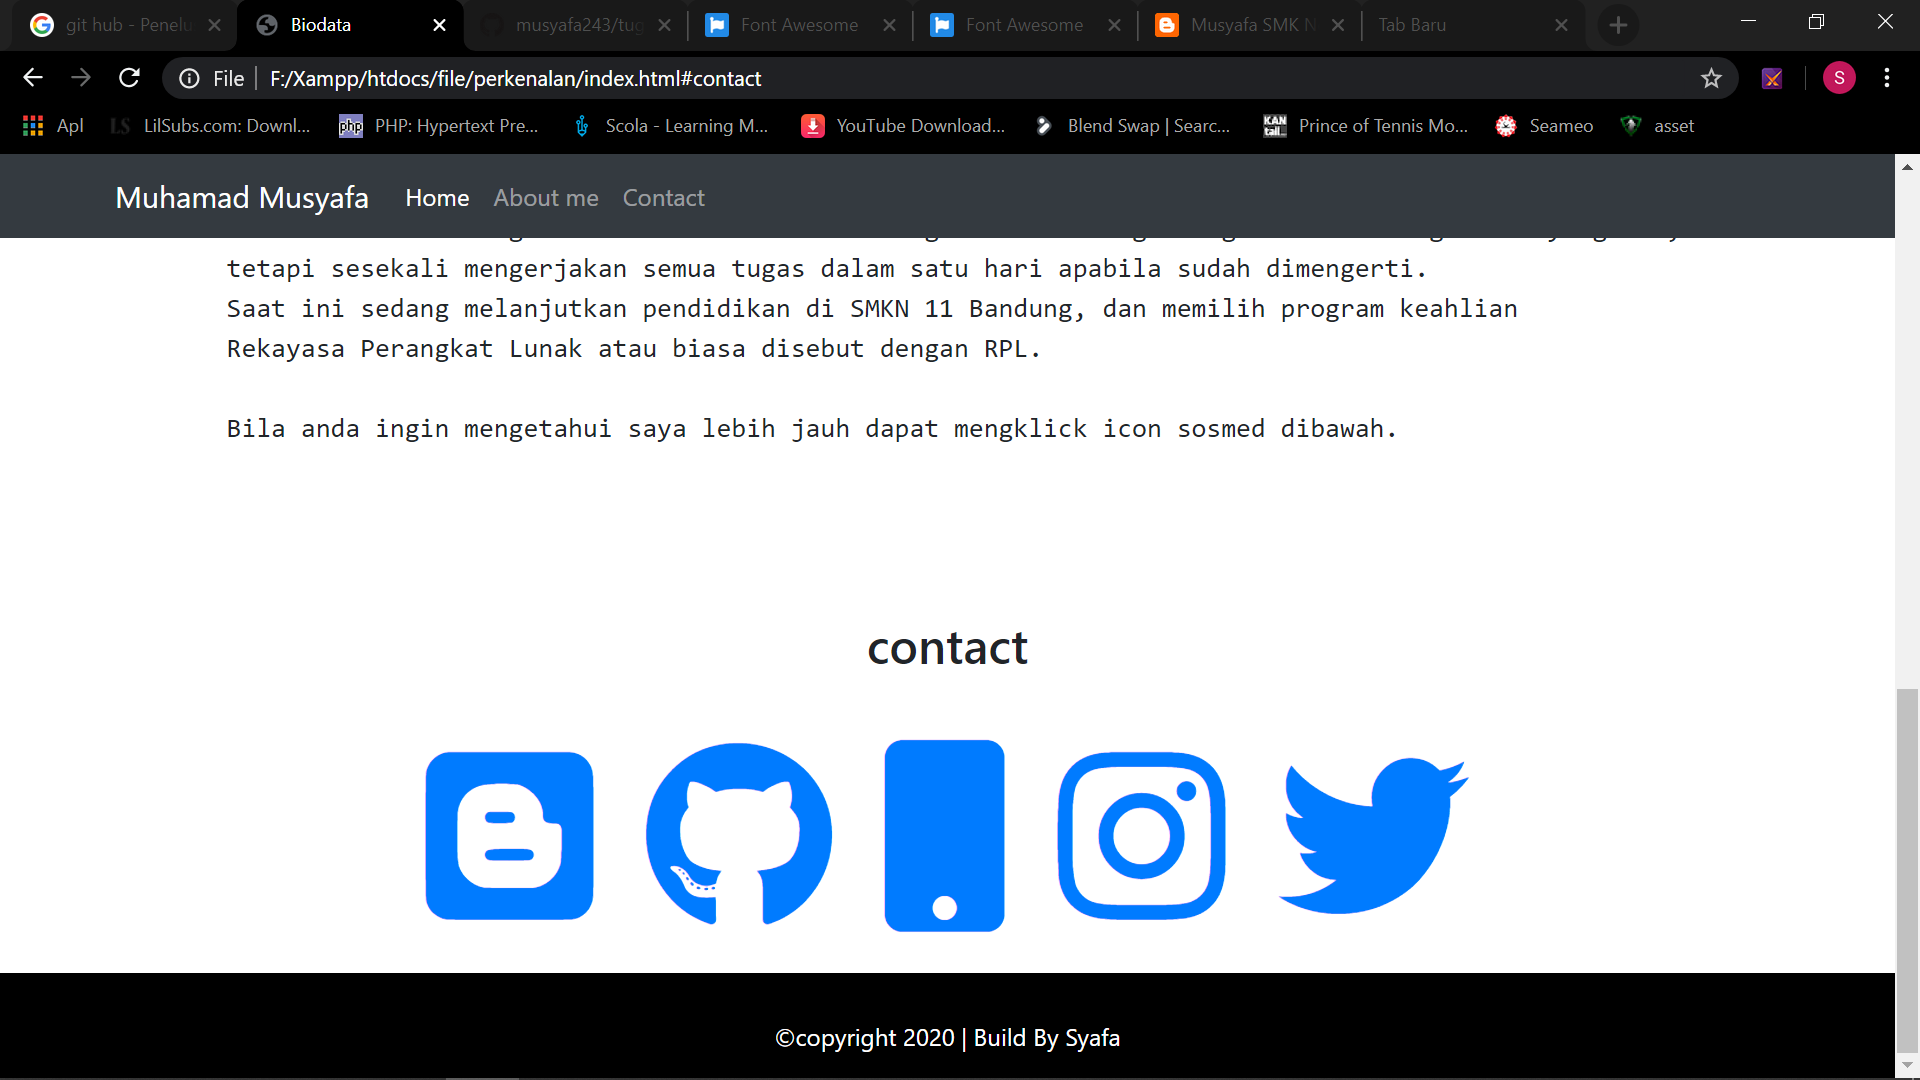 git hub - Penelu
Biodata
musyafa243/tug
Font Awesome
Font Awesome
Musyafa SMK N
Tab Baru
File | F:/Xampp/htdocs/file/perkenalan/index.html#contact
S
Apl
LS LilSubs.com: Downl...
php PHP: Hypertext Pre...
Scola - Learning M...
YouTube Download...
Blend Swap | Searc...
KAN tail Prince of Tennis Mo...
Seameo
asset
Muhamad Musyafa
Home
About me
Contact
tetapi sesekali mengerjakan semua tugas dalam satu hari apabila sudah dimengerti.
Saat ini sedang melanjutkan pendidikan di SMKN 11 Bandung, dan memilih program keahlian
Rekayasa Perangkat Lunak atau biasa disebut dengan RPL.
Bila anda ingin mengetahui saya lebih jauh dapat mengklick icon sosmed dibawah.
contact
©copyright 2020 | Build By Syafa